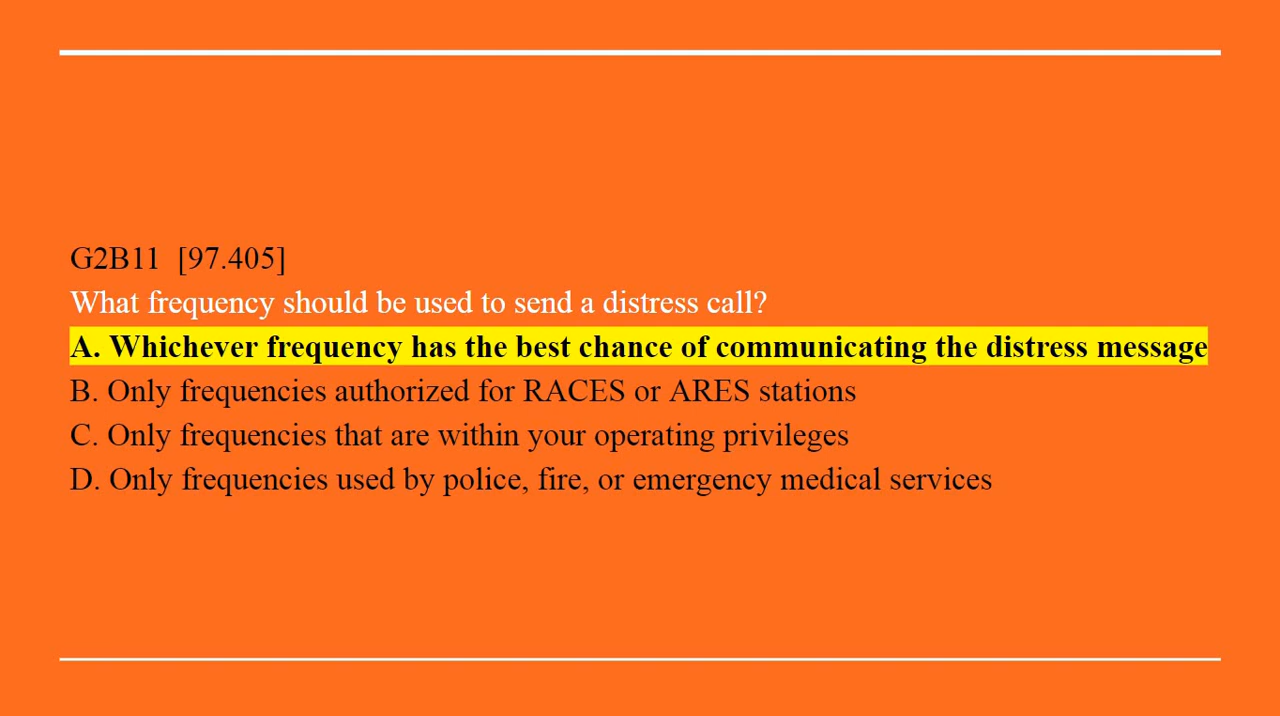 G2B11 [97.405]
What frequency should be used to send a distress call?
A. Whichever frequency has the best chance of communicating the distress message
B. Only frequencies authorized for RACES or ARES stations
C. Only frequencies that are within your operating privileges
D. Only frequencies used by police, fire, or emergency medical services